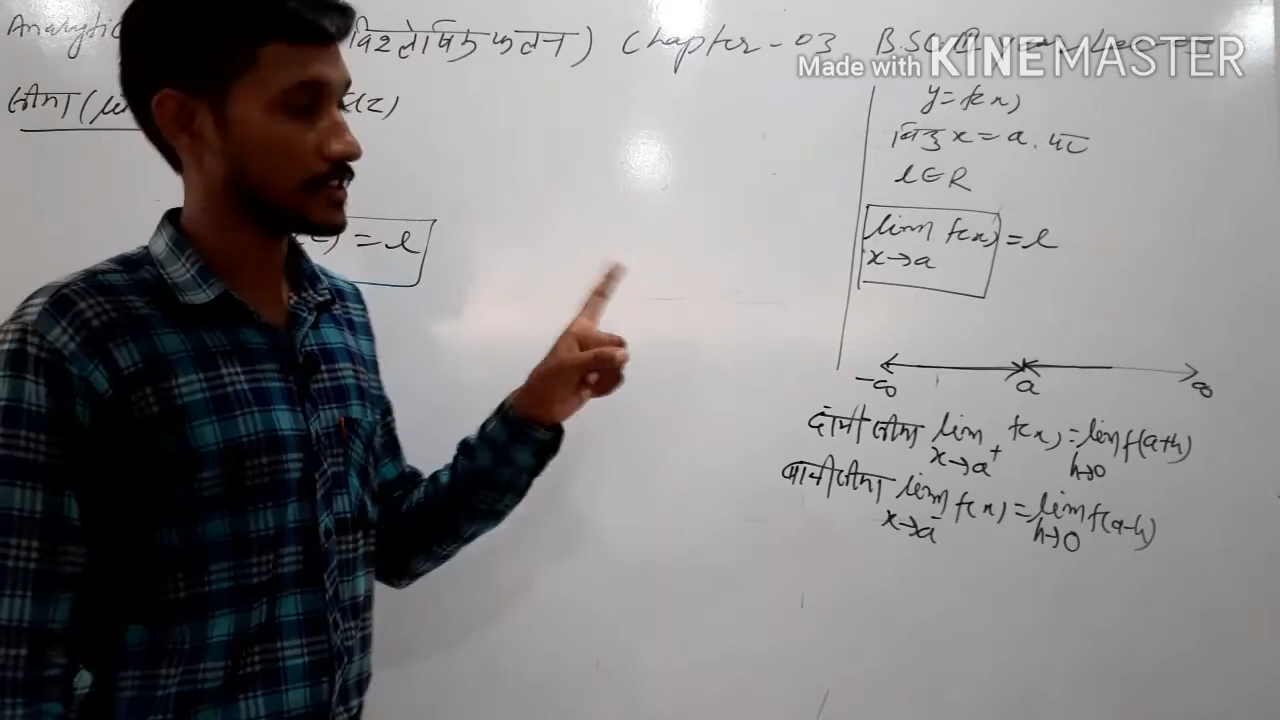 Analytic विश्लेषिक फलन) Chapter-03 B.SC
Made with KINEMASTER
सीमा (
= l
y = f(x)
बिन्दु x = a. पर
l ∈ R
lim f(x) = l
x→a
-∞ a ∞
दायी सीमा lim f(x) = lim f(a+h)
x→a⁺ h→0
बायी सीमा lim f(x) = lim f(a-h)
x→a⁻ h→0